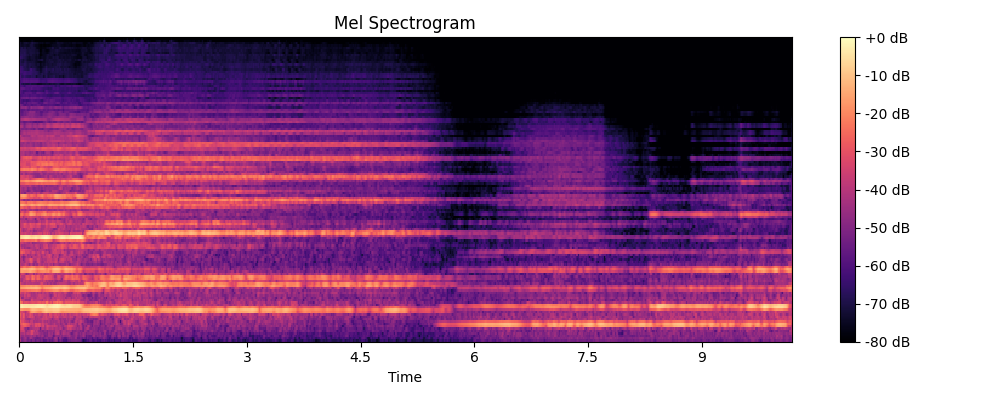 Mel Spectrogram
+0 dB
-10 dB
-20 dB
-30 dB
-40 dB
-50 dB
-60 dB
-70 dB
-80 dB
0 1.5 3 4.5 6 7.5 9
Time